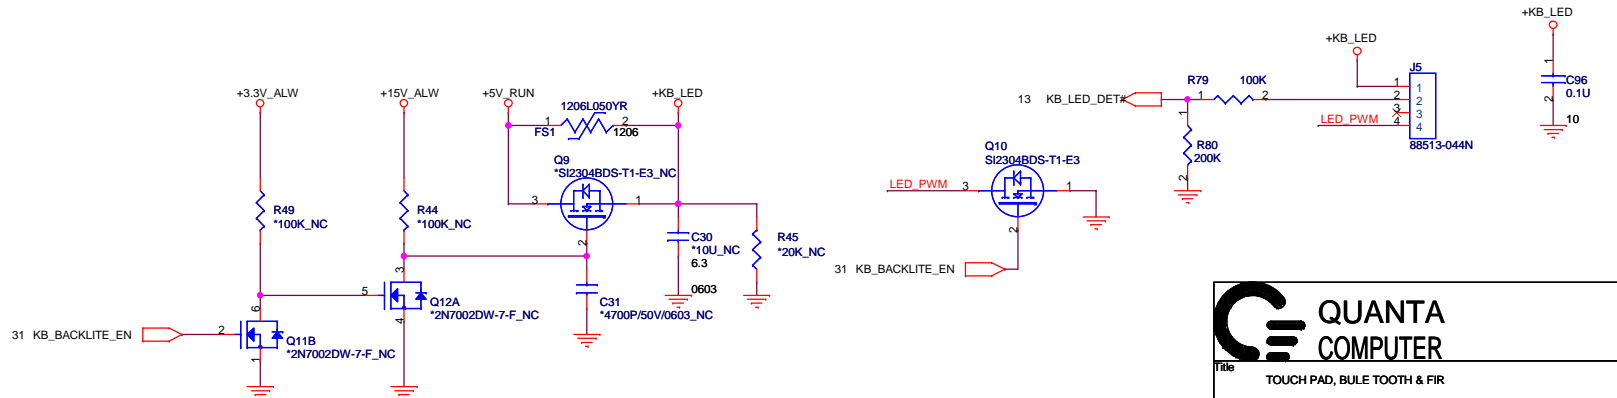 +KB_LED
+KB_LED
1
C96
0.1U
2
10
J5
R79
100K
13 KB_LED_DET#
1
2
1
2
3
4
1
2
3
4
LED_PWM
88513-044N
1
R80
200K
2
+3.3V_ALW
+15V_ALW
+5V_RUN
+KB_LED
1206L050YR
1
2
FS1
1206
Q9
*SI2304BDS-T1-E3_NC
3
1
2
R49
*100K_NC
R44
*100K_NC
C30
*10U_NC
6.3
0603
R45
*20K_NC
C31
*4700P/50V/0603_NC
3
5
Q12A
*2N7002DW-7-F_NC
4
6
31 KB_BACKLITE_EN
2
Q11B
*2N7002DW-7-F_NC
1
Q10
SI2304BDS-T1-E3
LED_PWM
3
1
2
31 KB_BACKLITE_EN
QUANTA
COMPUTER
Title
TOUCH PAD, BULE TOOTH & FIR